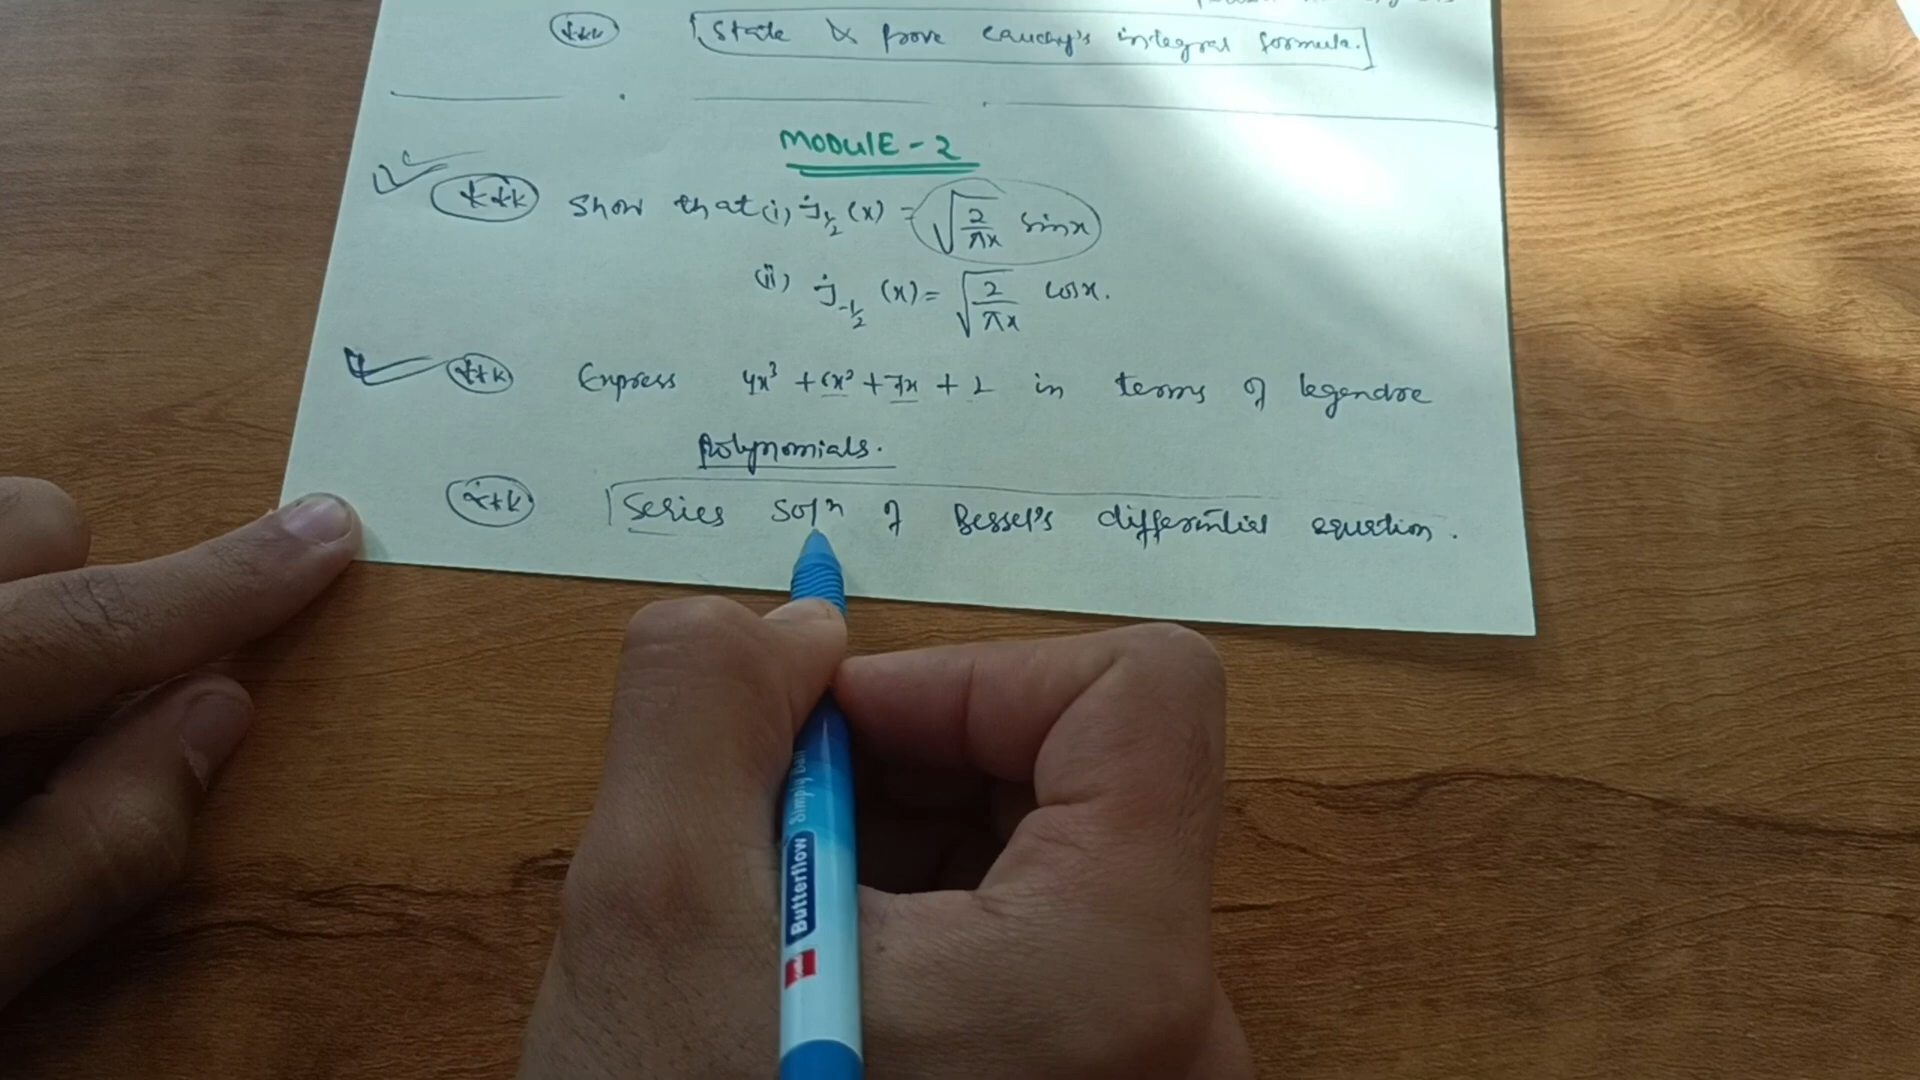 *** State & prove cauchy's integral formula.
MODULE - 2
*** Show that (i) J½(x) = √(2/πx) sinx
(ii) J-½ (x) = √(2/πx) cosx.
*** Express 4x³ + 6x² + 7x + 2 in terms of legendre
Polynomials.
*** Series solⁿ of Bessel's differential equation.
Butterflow Simply